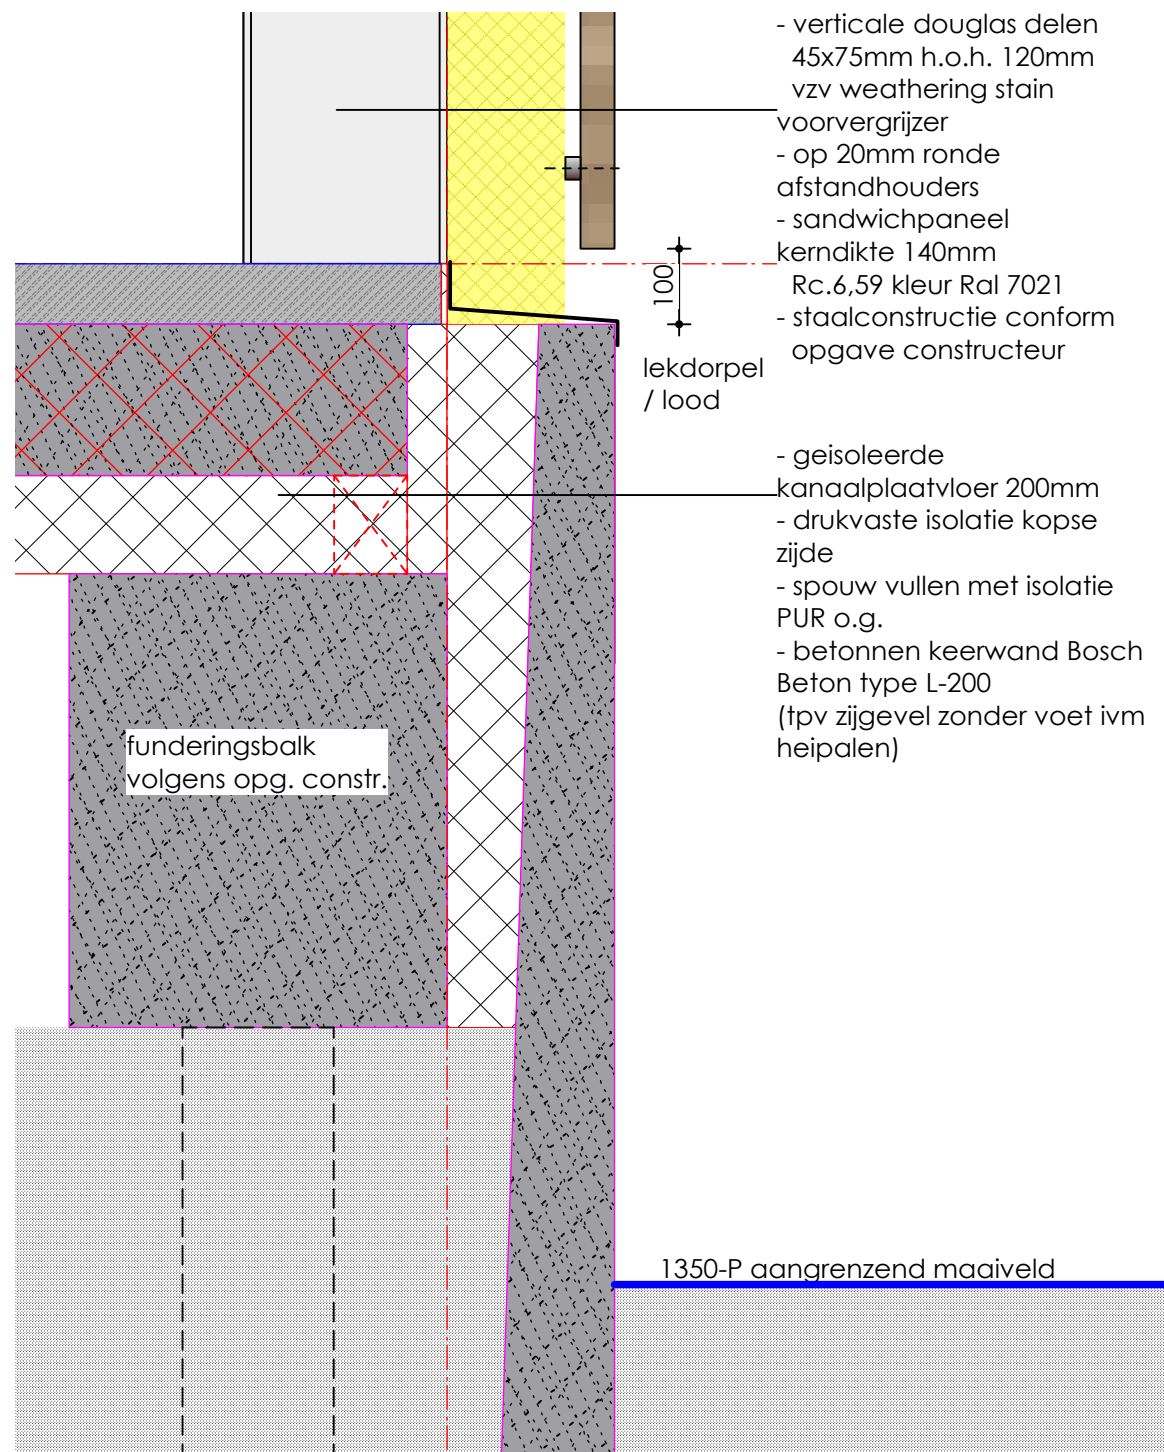 - verticale douglas delen
45x75mm h.o.h. 120mm
vzv weathering stain
voorvergrijzer
- op 20mm ronde
afstandhouders
- sandwichpaneel
kerndikte 140mm
Rc.6,59 kleur Ral 7021
- staalconstructie conform
opgave constructeur
100
lekdorpel
/ lood
- geisoleerde
kanaalplaatvloer 200mm
- drukvaste isolatie kopse
zijde
- spouw vullen met isolatie
PUR o.g.
- betonnen keerwand Bosch
Beton type L-200
(tpv zijgevel zonder voet ivm
heipalen)
funderingsbalk
volgens opg. constr.
1350-P aangrenzend maaiveld